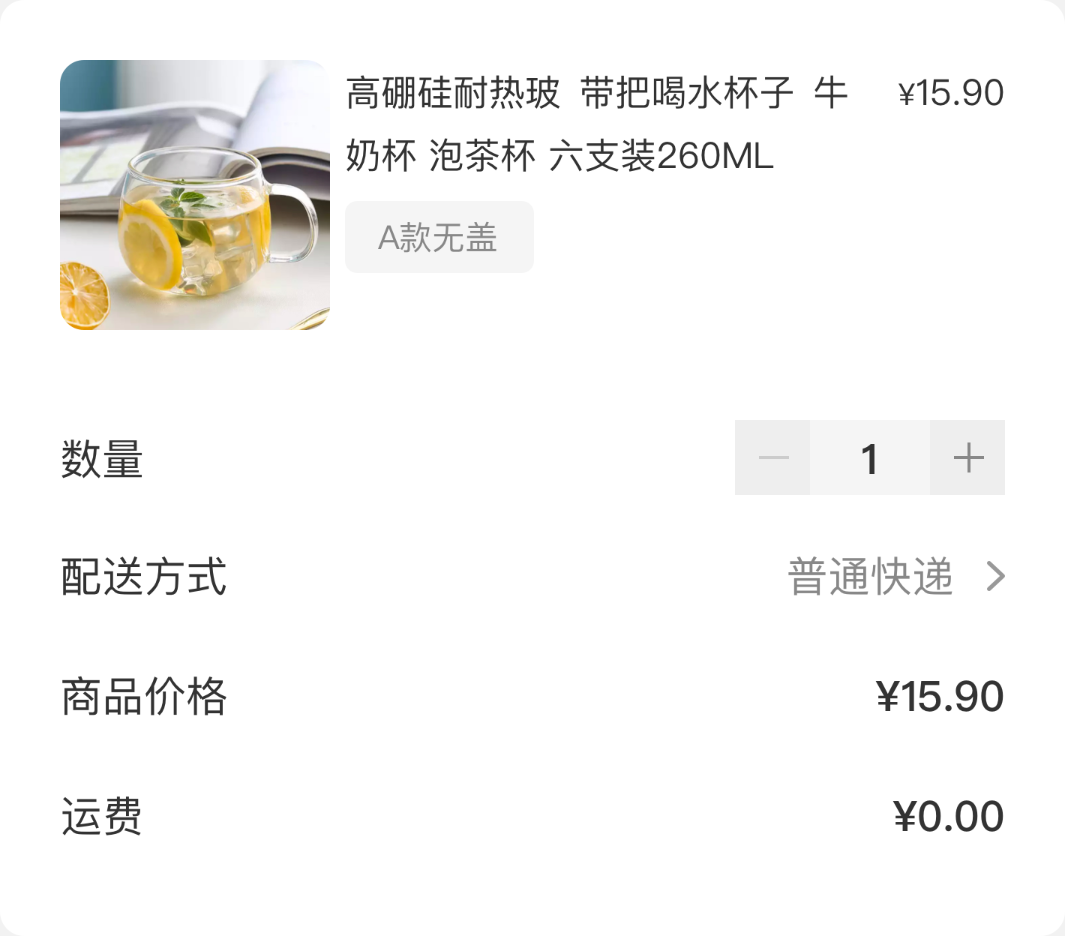 高硼硅耐热玻 带把喝水杯子 牛
¥15.90
奶杯 泡茶杯 六支装260ML
A款无盖
数量
1
配送方式
普通快递
商品价格
¥15.90
运费
¥0.00